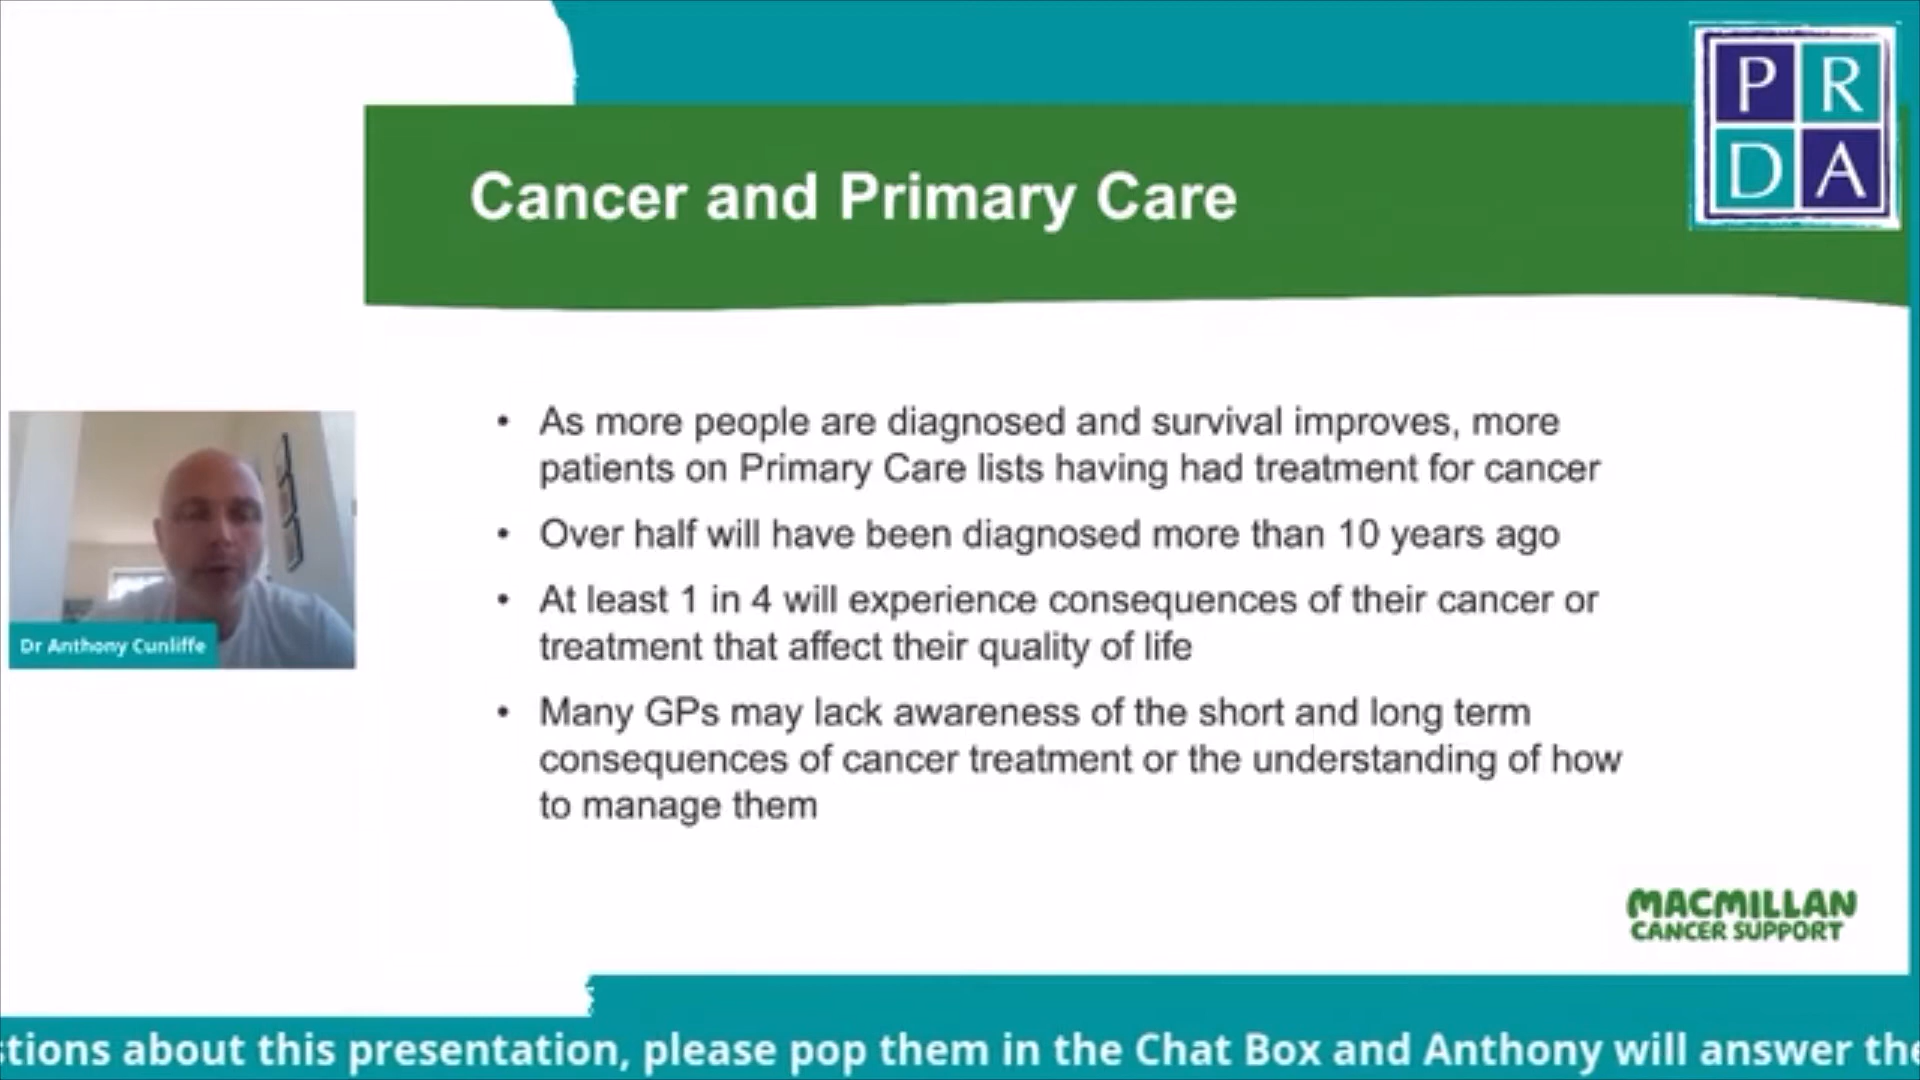 P R
D A
Cancer and Primary Care
• As more people are diagnosed and survival improves, more
patients on Primary Care lists having had treatment for cancer
• Over half will have been diagnosed more than 10 years ago
• At least 1 in 4 will experience consequences of their cancer or
treatment that affect their quality of life
• Many GPs may lack awareness of the short and long term
consequences of cancer treatment or the understanding of how
to manage them
Dr Anthony Cunliffe
MACMILLAN
CANCER SUPPORT
stions about this presentation, please pop them in the Chat Box and Anthony will answer the